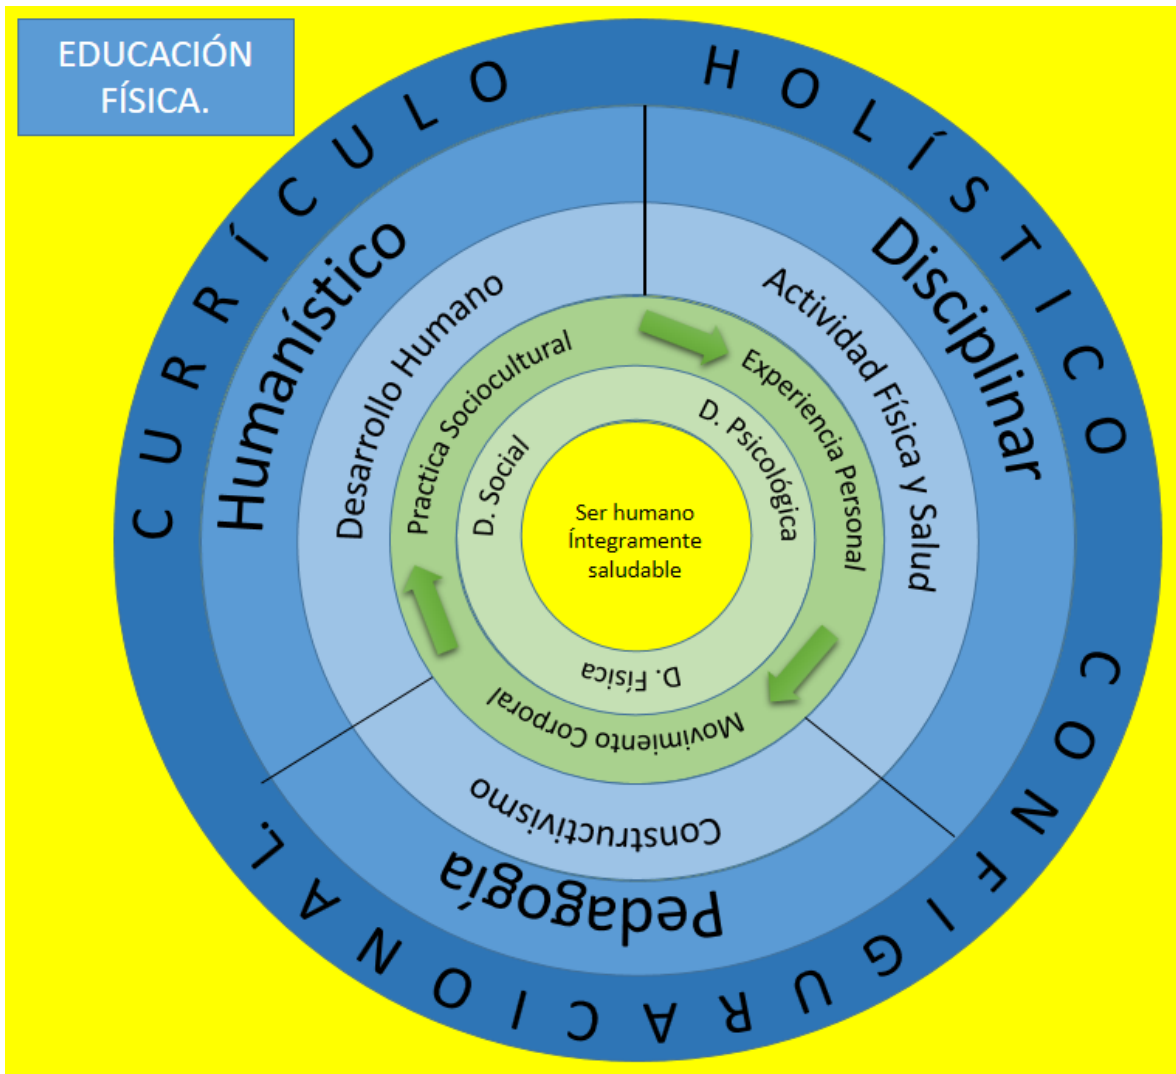 EDUCACIÓN
FÍSICA.
CURRÍCULO HOLÍSTICO CONFIGURACIONAL.
Humanístico
Disciplinar
Pedagogía
Desarrollo Humano
Actividad Física y Salud
Constructivismo
Practica Sociocultural
Experiencia Personal
Movimiento Corporal
D. Social
D. Psicológica
D. Física
Ser humano
Íntegramente
saludable